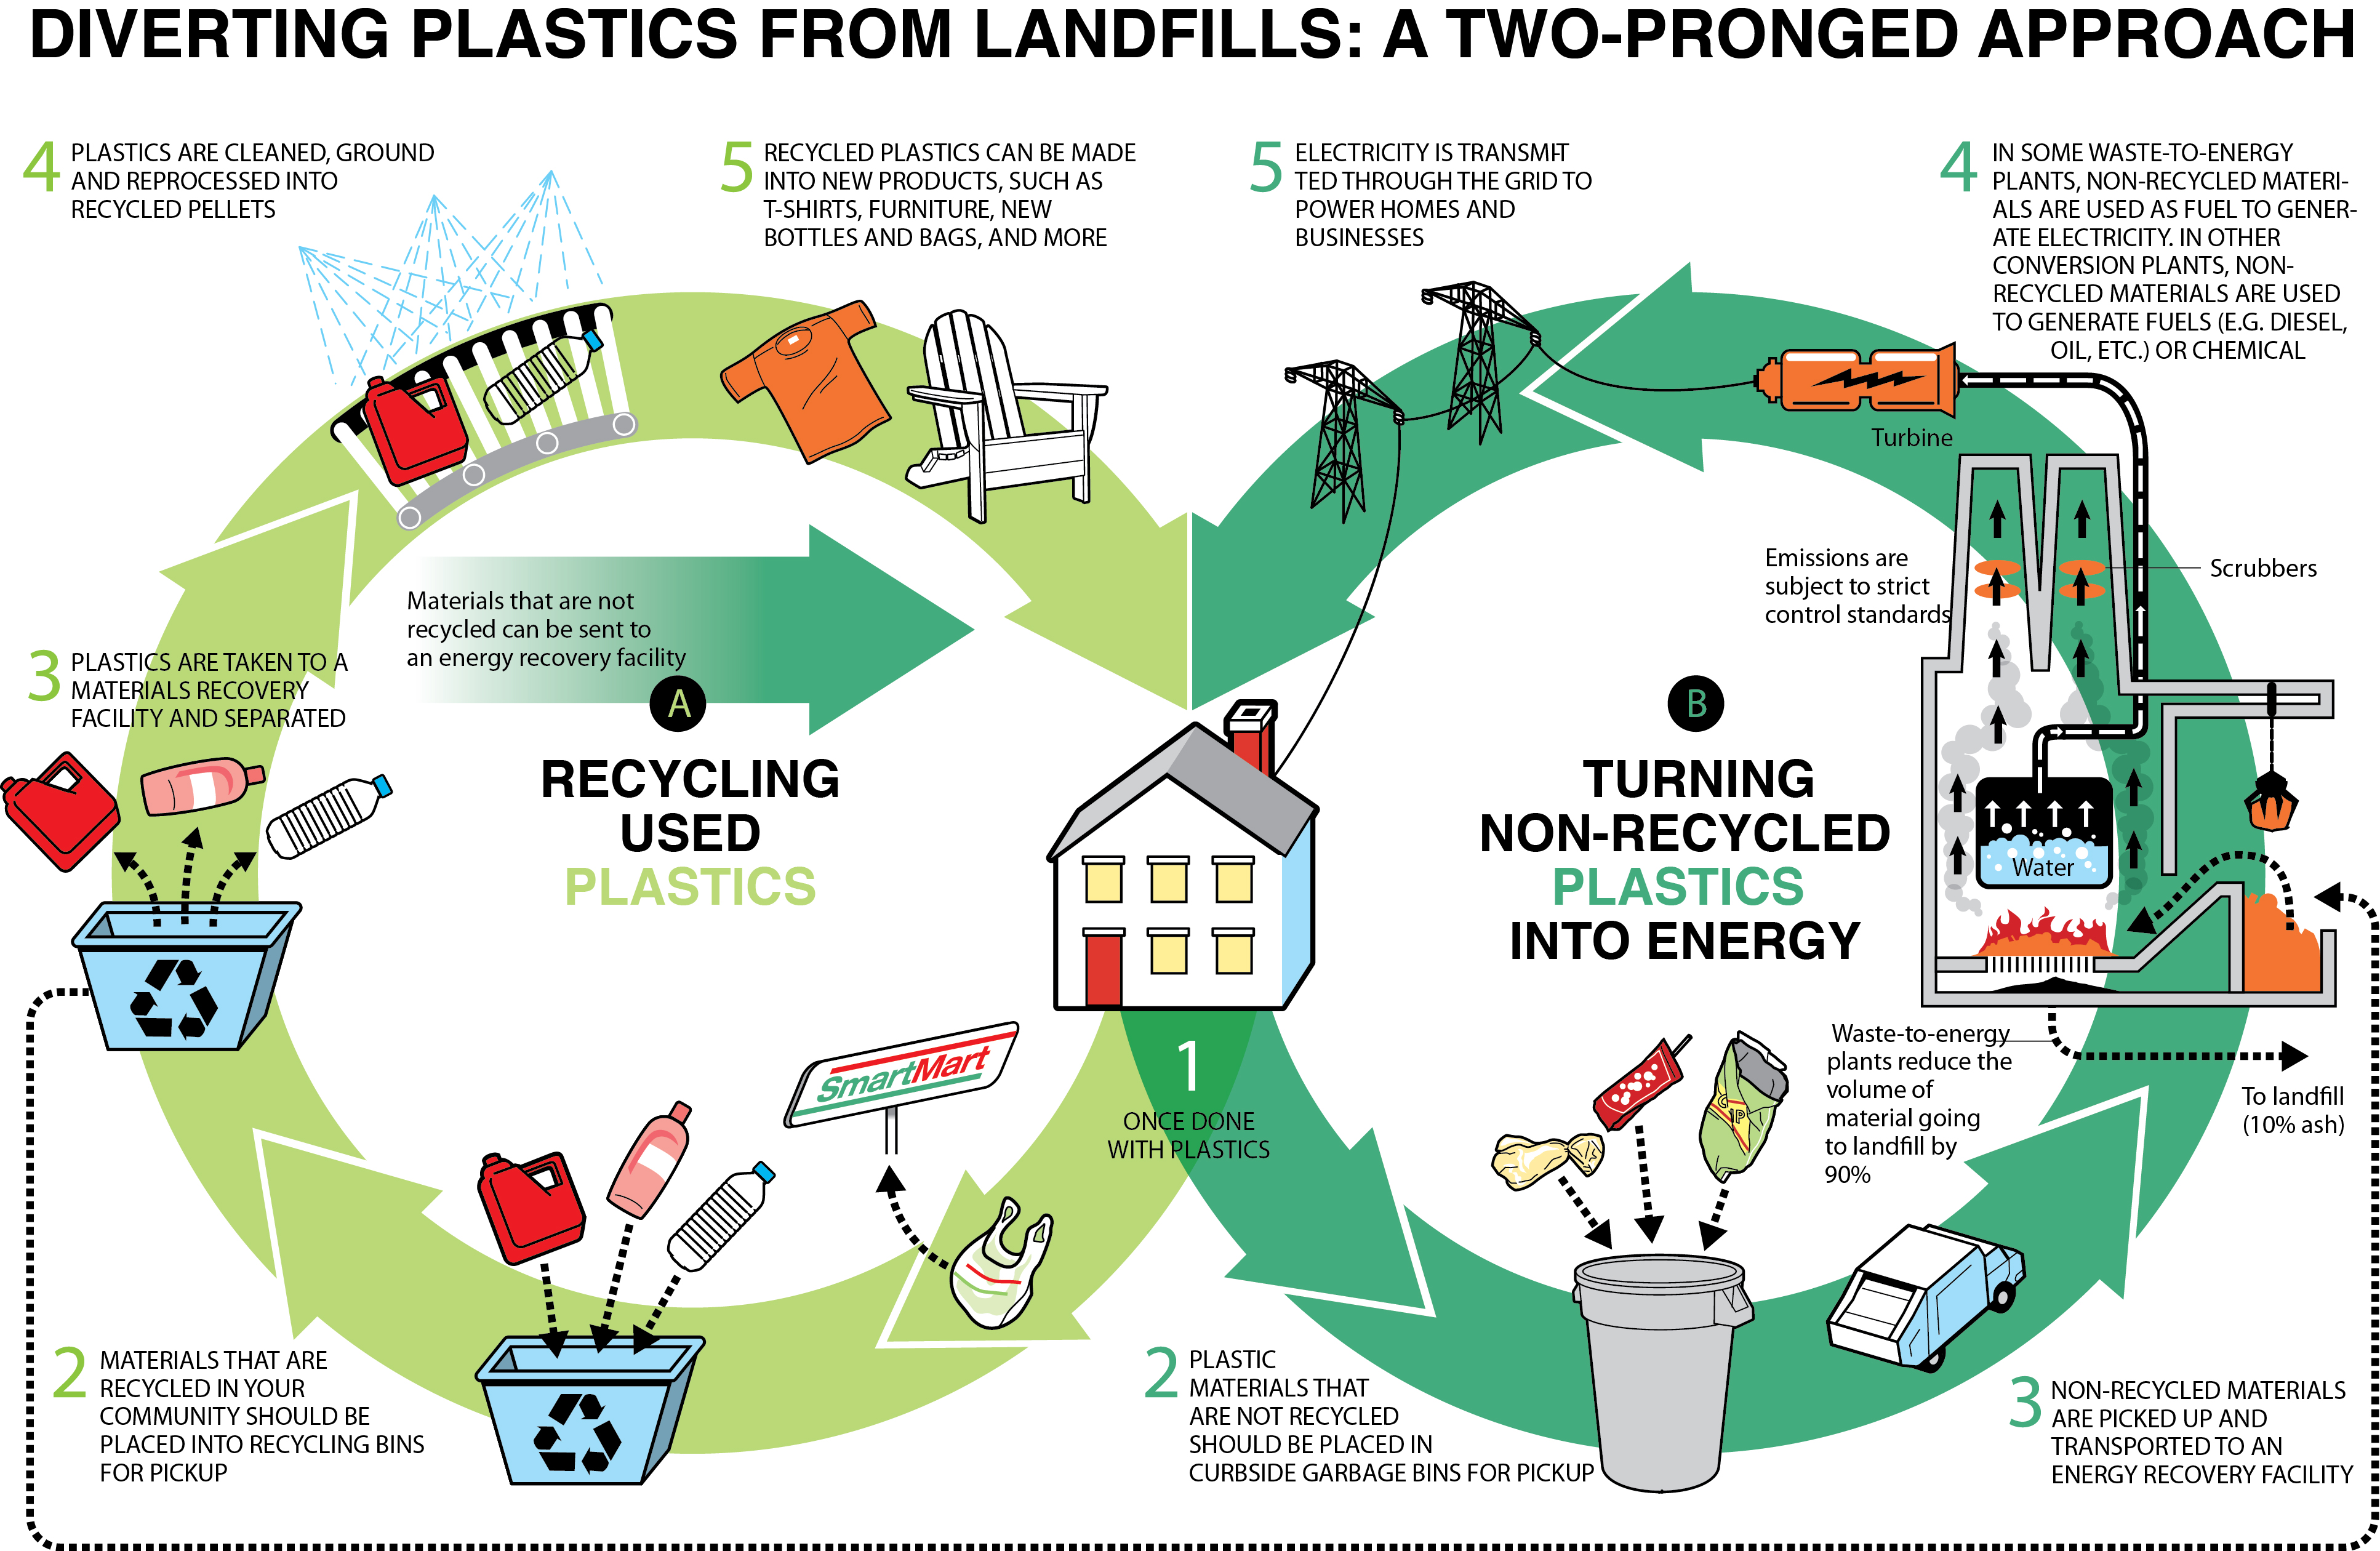 DIVERTING PLASTICS FROM LANDFILLS: A TWO-PRONGED APPROACH
4
PLASTICS ARE CLEANED, GROUND
AND REPROCESSED INTO
RECYCLED PELLETS
5
RECYCLED PLASTICS CAN BE MADE
INTO NEW PRODUCTS, SUCH AS
T-SHIRTS, FURNITURE, NEW
BOTTLES AND BAGS, AND MORE
5
ELECTRICITY IS TRANSMIT-
TED THROUGH THE GRID TO
POWER HOMES AND
BUSINESSES
4
IN SOME WASTE-TO-ENERGY
PLANTS, NON-RECYCLED MATERI-
ALS ARE USED AS FUEL TO GENER-
ATE ELECTRICITY. IN OTHER
CONVERSION PLANTS, NON-
RECYCLED MATERIALS ARE USED
TO GENERATE FUELS (E.G. DIESEL,
OIL, ETC.) OR CHEMICAL
Turbine
Emissions are
subject to strict
control standards
Scrubbers
Materials that are not
recycled can be sent to
an energy recovery facility
3
PLASTICS ARE TAKEN TO A
MATERIALS RECOVERY
FACILITY AND SEPARATED
A
RECYCLING
USED
PLASTICS
B
TURNING
NON-RECYCLED
PLASTICS
INTO ENERGY
Water
SmartMart
1
ONCE DONE
WITH PLASTICS
CHIP
Waste-to-energy
plants reduce the
volume of
material going
to landfill by
90%
To landfill
(10% ash)
2
MATERIALS THAT ARE
RECYCLED IN YOUR
COMMUNITY SHOULD BE
PLACED INTO RECYCLING BINS
FOR PICKUP
2
PLASTIC
MATERIALS THAT
ARE NOT RECYCLED
SHOULD BE PLACED IN
CURBSIDE GARBAGE BINS FOR PICKUP
3
NON-RECYCLED MATERIALS
ARE PICKED UP AND
TRANSPORTED TO AN
ENERGY RECOVERY FACILITY